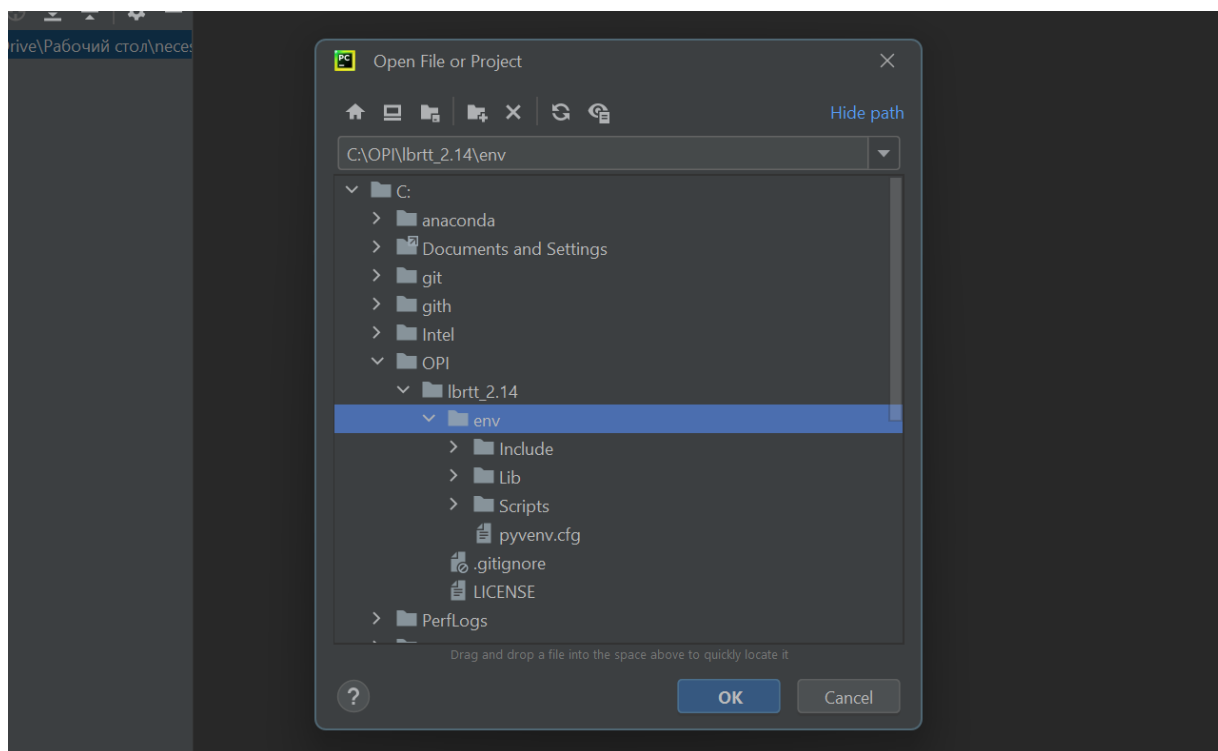 rive\Рабочий стол\neces
PC
Open File or Project
Hide path
C:\OPI\lbrtt_2.14\env
C:
anaconda
Documents and Settings
git
gith
Intel
OPI
lbrtt_2.14
env
Include
Lib
Scripts
pyvenv.cfg
.gitignore
LICENSE
PerfLogs
Drag and drop a file into the space above to quickly locate it
?
OK
Cancel